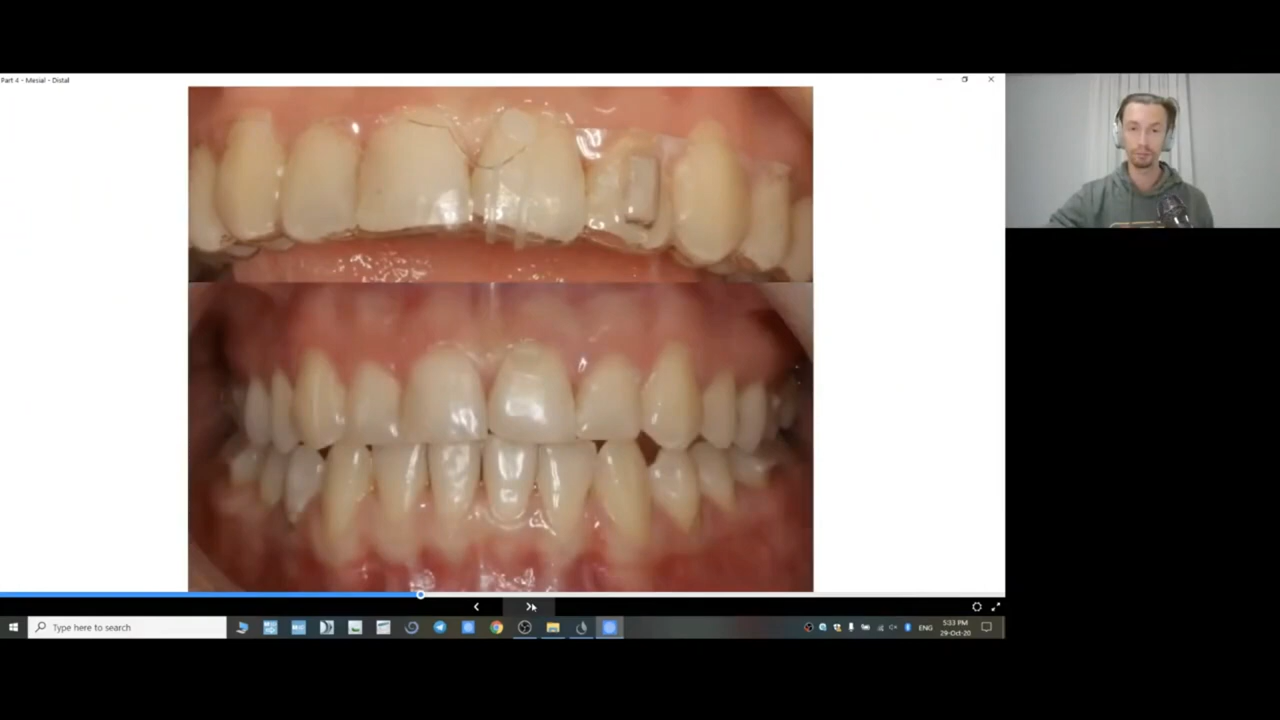 Part 4 - Mesial - Distal
Type here to search
ENG
5:33 PM
29-Oct-20